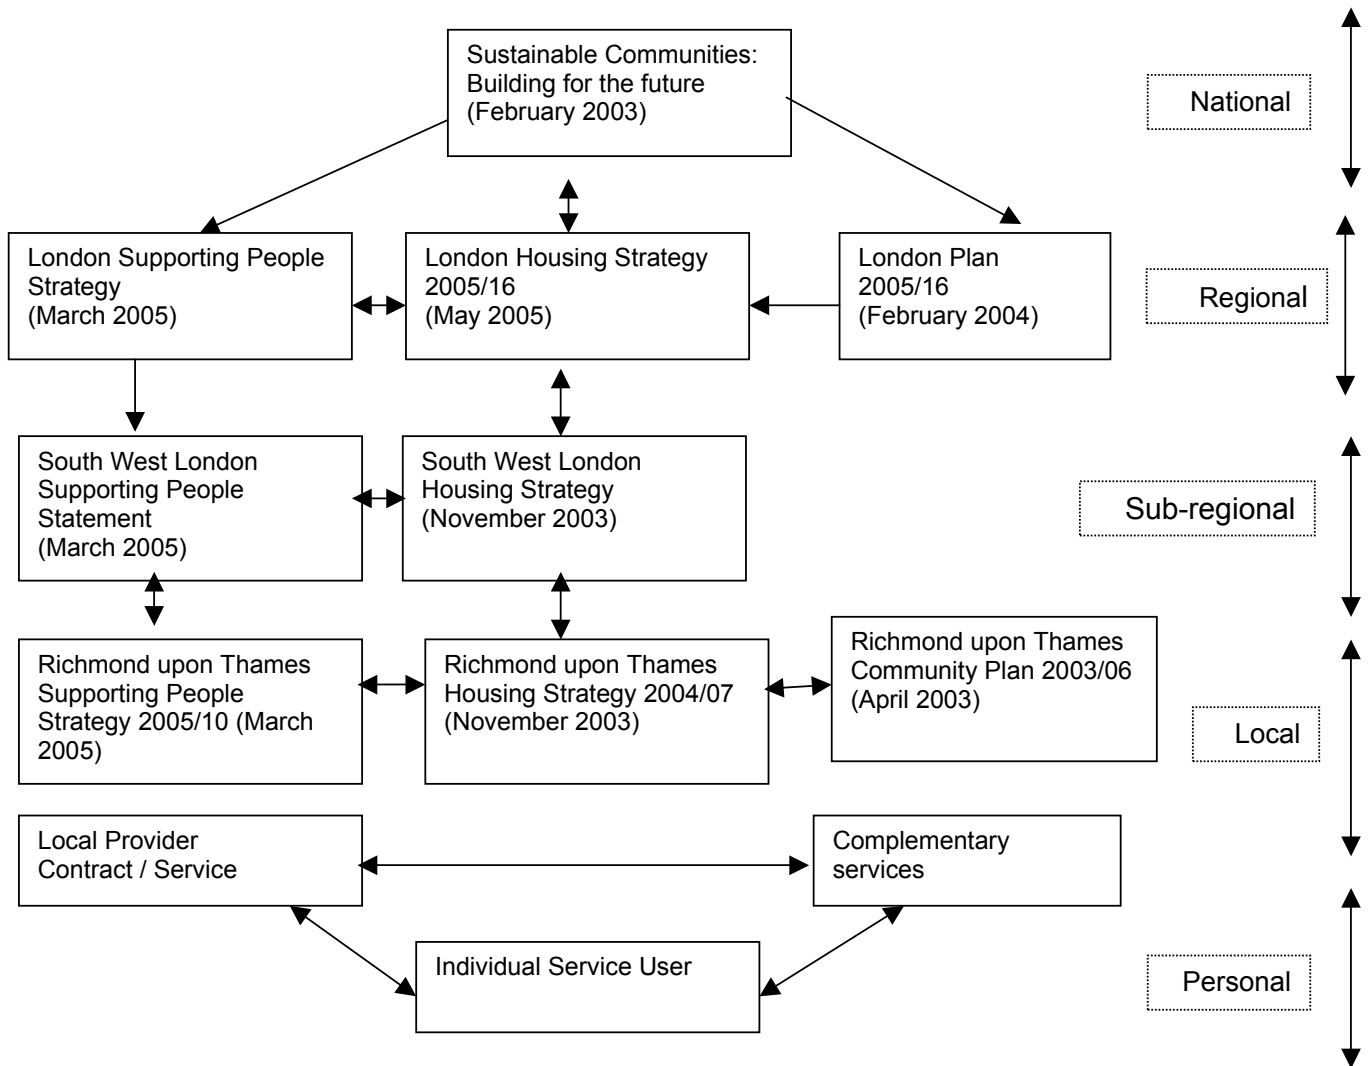 Sustainable Communities:
Building for the future
(February 2003)
National
London Supporting People
Strategy
(March 2005)
London Housing Strategy
2005/16
(May 2005)
London Plan
2005/16
(February 2004)
Regional
South West London
Supporting People
Statement
(March 2005)
South West London
Housing Strategy
(November 2003)
Sub-regional
Richmond upon Thames
Supporting People
Strategy 2005/10 (March
2005)
Richmond upon Thames
Housing Strategy 2004/07
(November 2003)
Richmond upon Thames
Community Plan 2003/06
(April 2003)
Local
Local Provider
Contract / Service
Complementary
services
Individual Service User
Personal